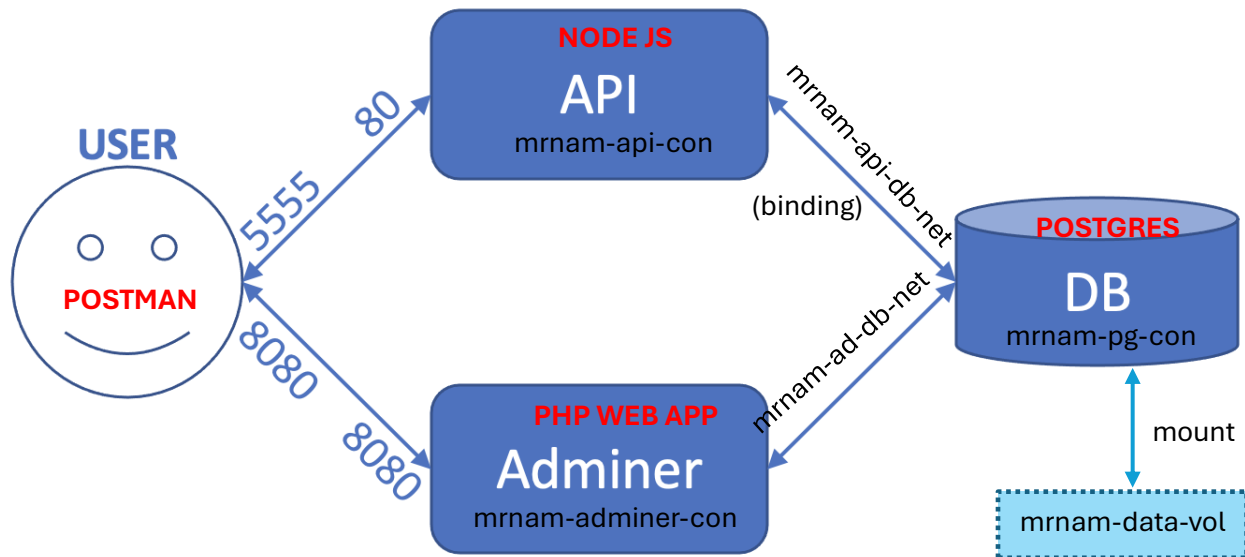 USER
POSTMAN
5555
80
8080
8080
NODE JS
API
mrnam-api-con
PHP WEB APP
Adminer
mrnam-adminer-con
mrnam-api-db-net
(binding)
mrnam-ad-db-net
POSTGRES
DB
mrnam-pg-con
mount
mrnam-data-vol